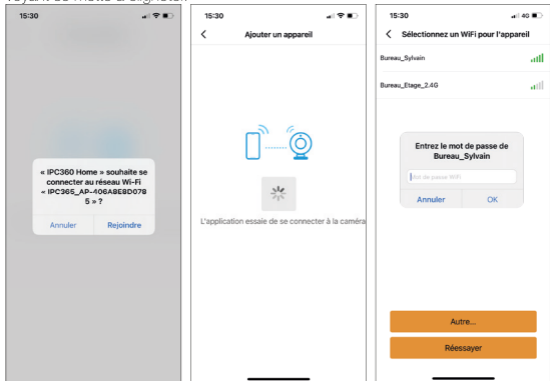 15:30
« IPC360 Home » souhaite se
connecter au réseau Wi-Fi
« IPC365_AP-406A8E8D078
5 » ?
Annuler Rejoindre
15:30
Ajouter un appareil
L'application essaie de se connecter à la caméra
15:30 4G
Sélectionnez un WiFi pour l'appareil
Bureau_Sylvain
Bureau_Etage_2.4G
Entrez le mot de passe de
Bureau_Sylvain
Mot de passe WiFi
Annuler OK
Autre...
Réessayer